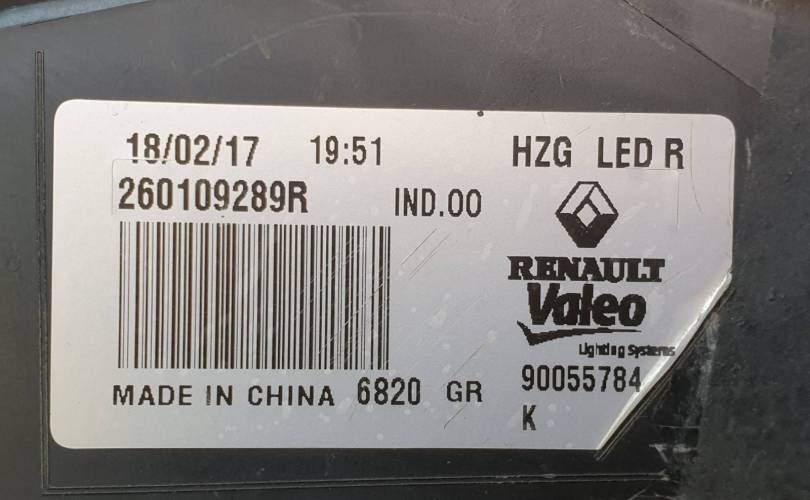 18/02/17 19:51 HZG LED R
260109289R IND.00
RENAULT
Valeo
Lighting Systems
MADE IN CHINA 6820 GR 90055784
K